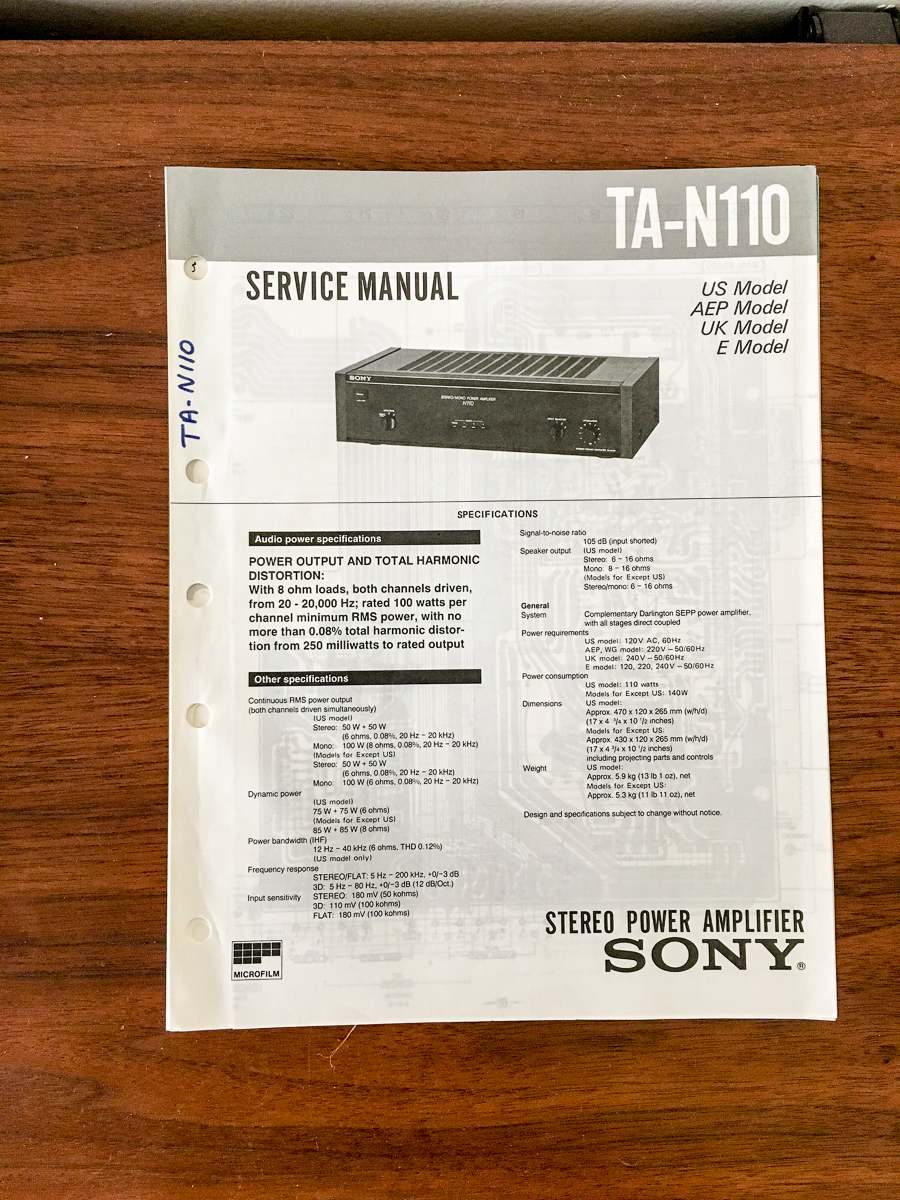 TA-N110
SERVICE MANUAL
US Model
AEP Model
UK Model
E Model
TA-N110
SONY
STEREO/MONO POWER AMPLIFIER
N110
SPECIFICATIONS
Audio power specifications
POWER OUTPUT AND TOTAL HARMONIC
DISTORTION:
With 8 ohm loads, both channels driven,
from 20 - 20,000 Hz; rated 100 watts per
channel minimum RMS power, with no
more than 0.08% total harmonic distor-
tion from 250 milliwatts to rated output
Other specifications
Continuous RMS power output
(both channels driven simultaneously)
(US model)
Stereo: 50 W + 50 W
(6 ohms, 0.08%, 20 Hz – 20 kHz)
Mono: 100 W (8 ohms, 0.08%, 20 Hz – 20 kHz)
(Models for Except US)
Stereo: 50 W + 50 W
(6 ohms, 0.08%, 20 Hz – 20 kHz)
Mono: 100 W (6 ohms, 0.08%, 20 Hz – 20 kHz)
Dynamic power
(US model)
75 W + 75 W (6 ohms)
(Models for Except US)
85 W + 85 W (8 ohms)
Power bandwidth (IHF)
12 Hz – 40 kHz (6 ohms, THD 0.12%)
(US model only)
Frequency response
STEREO/FLAT: 5 Hz – 200 kHz, +0/−3 dB
3D: 5 Hz – 80 Hz, +0/−3 dB (12 dB/Oct.)
Input sensitivity STEREO: 180 mV (50 kohms)
3D: 110 mV (100 kohms)
FLAT: 180 mV (100 kohms)
Signal-to-noise ratio
105 dB (input shorted)
Speaker output (US model)
Stereo: 6 – 16 ohms
Mono: 8 – 16 ohms
(Models for Except US)
Stereo/mono: 6 – 16 ohms
General
System Complementary Darlington SEPP power amplifier,
with all stages direct coupled
Power requirements
US model: 120V AC, 60Hz
AEP, WG model: 220V – 50/60Hz
UK model: 240V – 50/60Hz
E model: 120, 220, 240V – 50/60Hz
Power consumption
US model: 110 watts
Models for Except US: 140W
Dimensions US model:
Approx. 470 x 120 x 265 mm (w/h/d)
(17 x 4 3/4 x 10 1/2 inches)
Models for Except US:
Approx. 430 x 120 x 265 mm (w/h/d)
(17 x 4 3/4 x 10 1/2 inches)
including projecting parts and controls
Weight US model:
Approx. 5.9 kg (13 lb 1 oz), net
Models for Except US:
Approx. 5.3 kg (11 lb 11 oz), net
Design and specifications subject to change without notice.
MICROFILM
STEREO POWER AMPLIFIER
SONY®